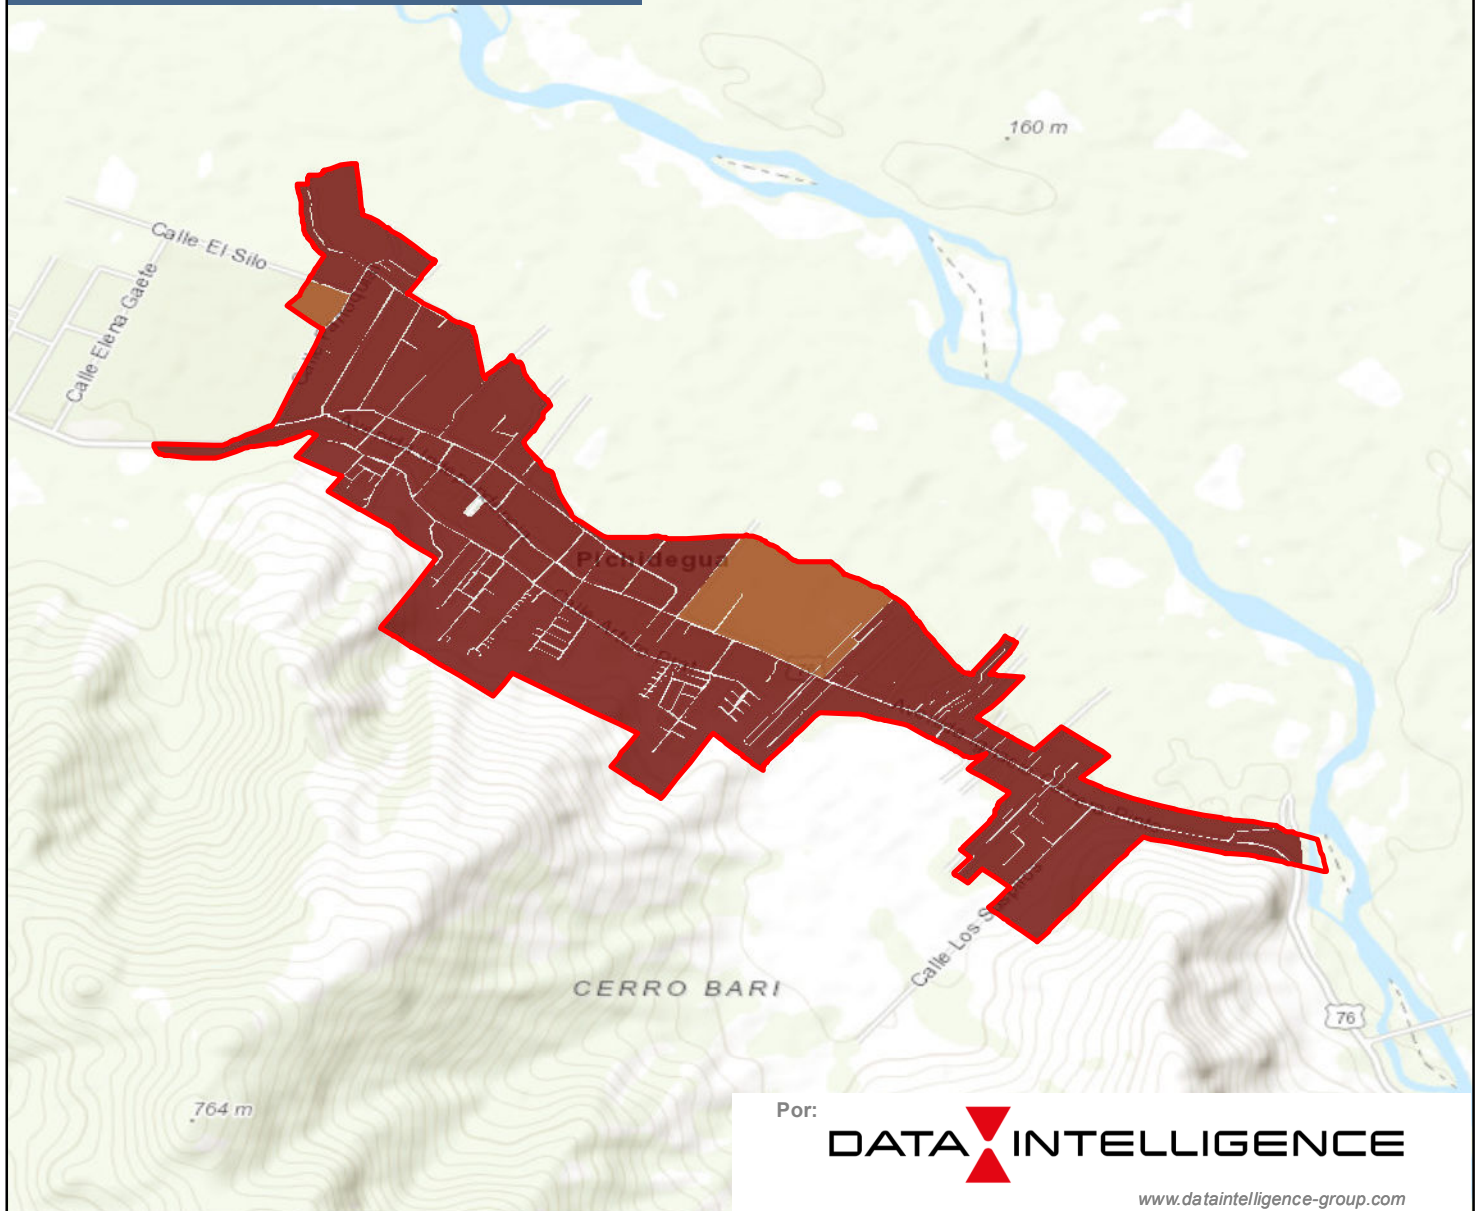 160 m
Calle El Silo
Calle Elena Gaete
Pichidegua
Calle Los
CERRO BARI
76
764 m
Por:
DATA INTELLIGENCE
www.dataintelligence-group.com